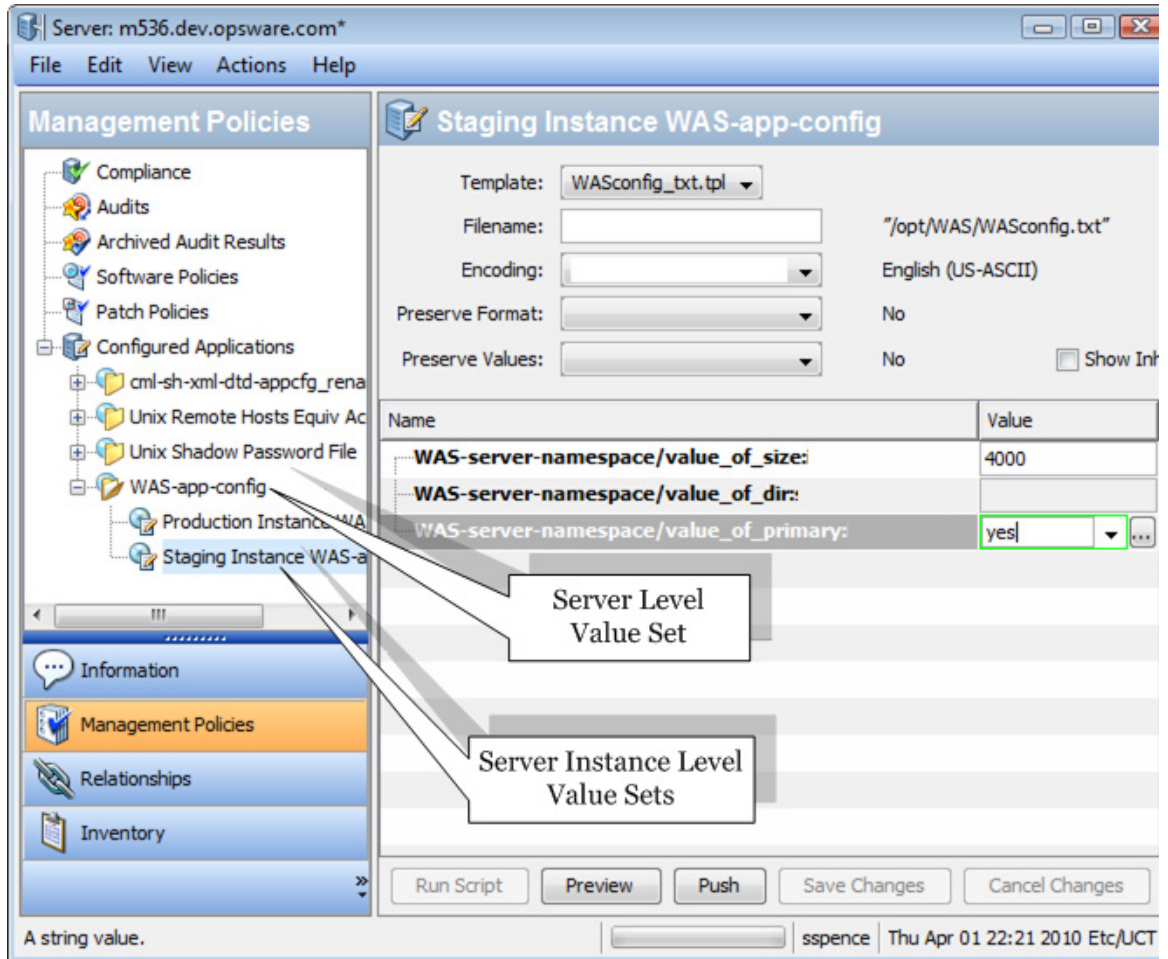 Server: m536.dev.opsware.com*
File Edit View Actions Help
Management Policies
Compliance
Audits
Archived Audit Results
Software Policies
Patch Policies
Configured Applications
cml-sh-xml-dtd-appcfg_rena
Unix Remote Hosts Equiv Ac
Unix Shadow Password File
WAS-app-config
Production Instance WA
Staging Instance WAS-a
Information
Management Policies
Relationships
Inventory
Staging Instance WAS-app-config
Template: WASconfig_txt.tpl
Filename: "/opt/WAS/WASconfig.txt"
Encoding: English (US-ASCII)
Preserve Format: No
Preserve Values: No Show Inh
Name Value
WAS-server-namespace/value_of_size: 4000
WAS-server-namespace/value_of_dir:
WAS-server-namespace/value_of_primary: yes
...
Server Level
Value Set
Server Instance Level
Value Sets
Run Script Preview Push Save Changes Cancel Changes
A string value. sspence Thu Apr 01 22:21 2010 Etc/UCT